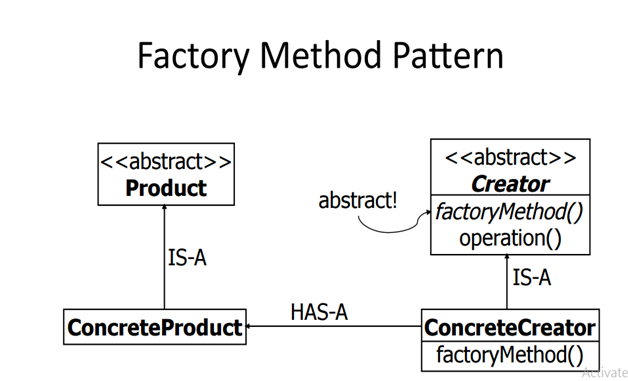 Factory Method Pattern
<<abstract>>
Product
<<abstract>>
Creator
abstract!
factoryMethod()
operation()
IS-A
IS-A
HAS-A
ConcreteProduct
ConcreteCreator
factoryMethod()
Activate